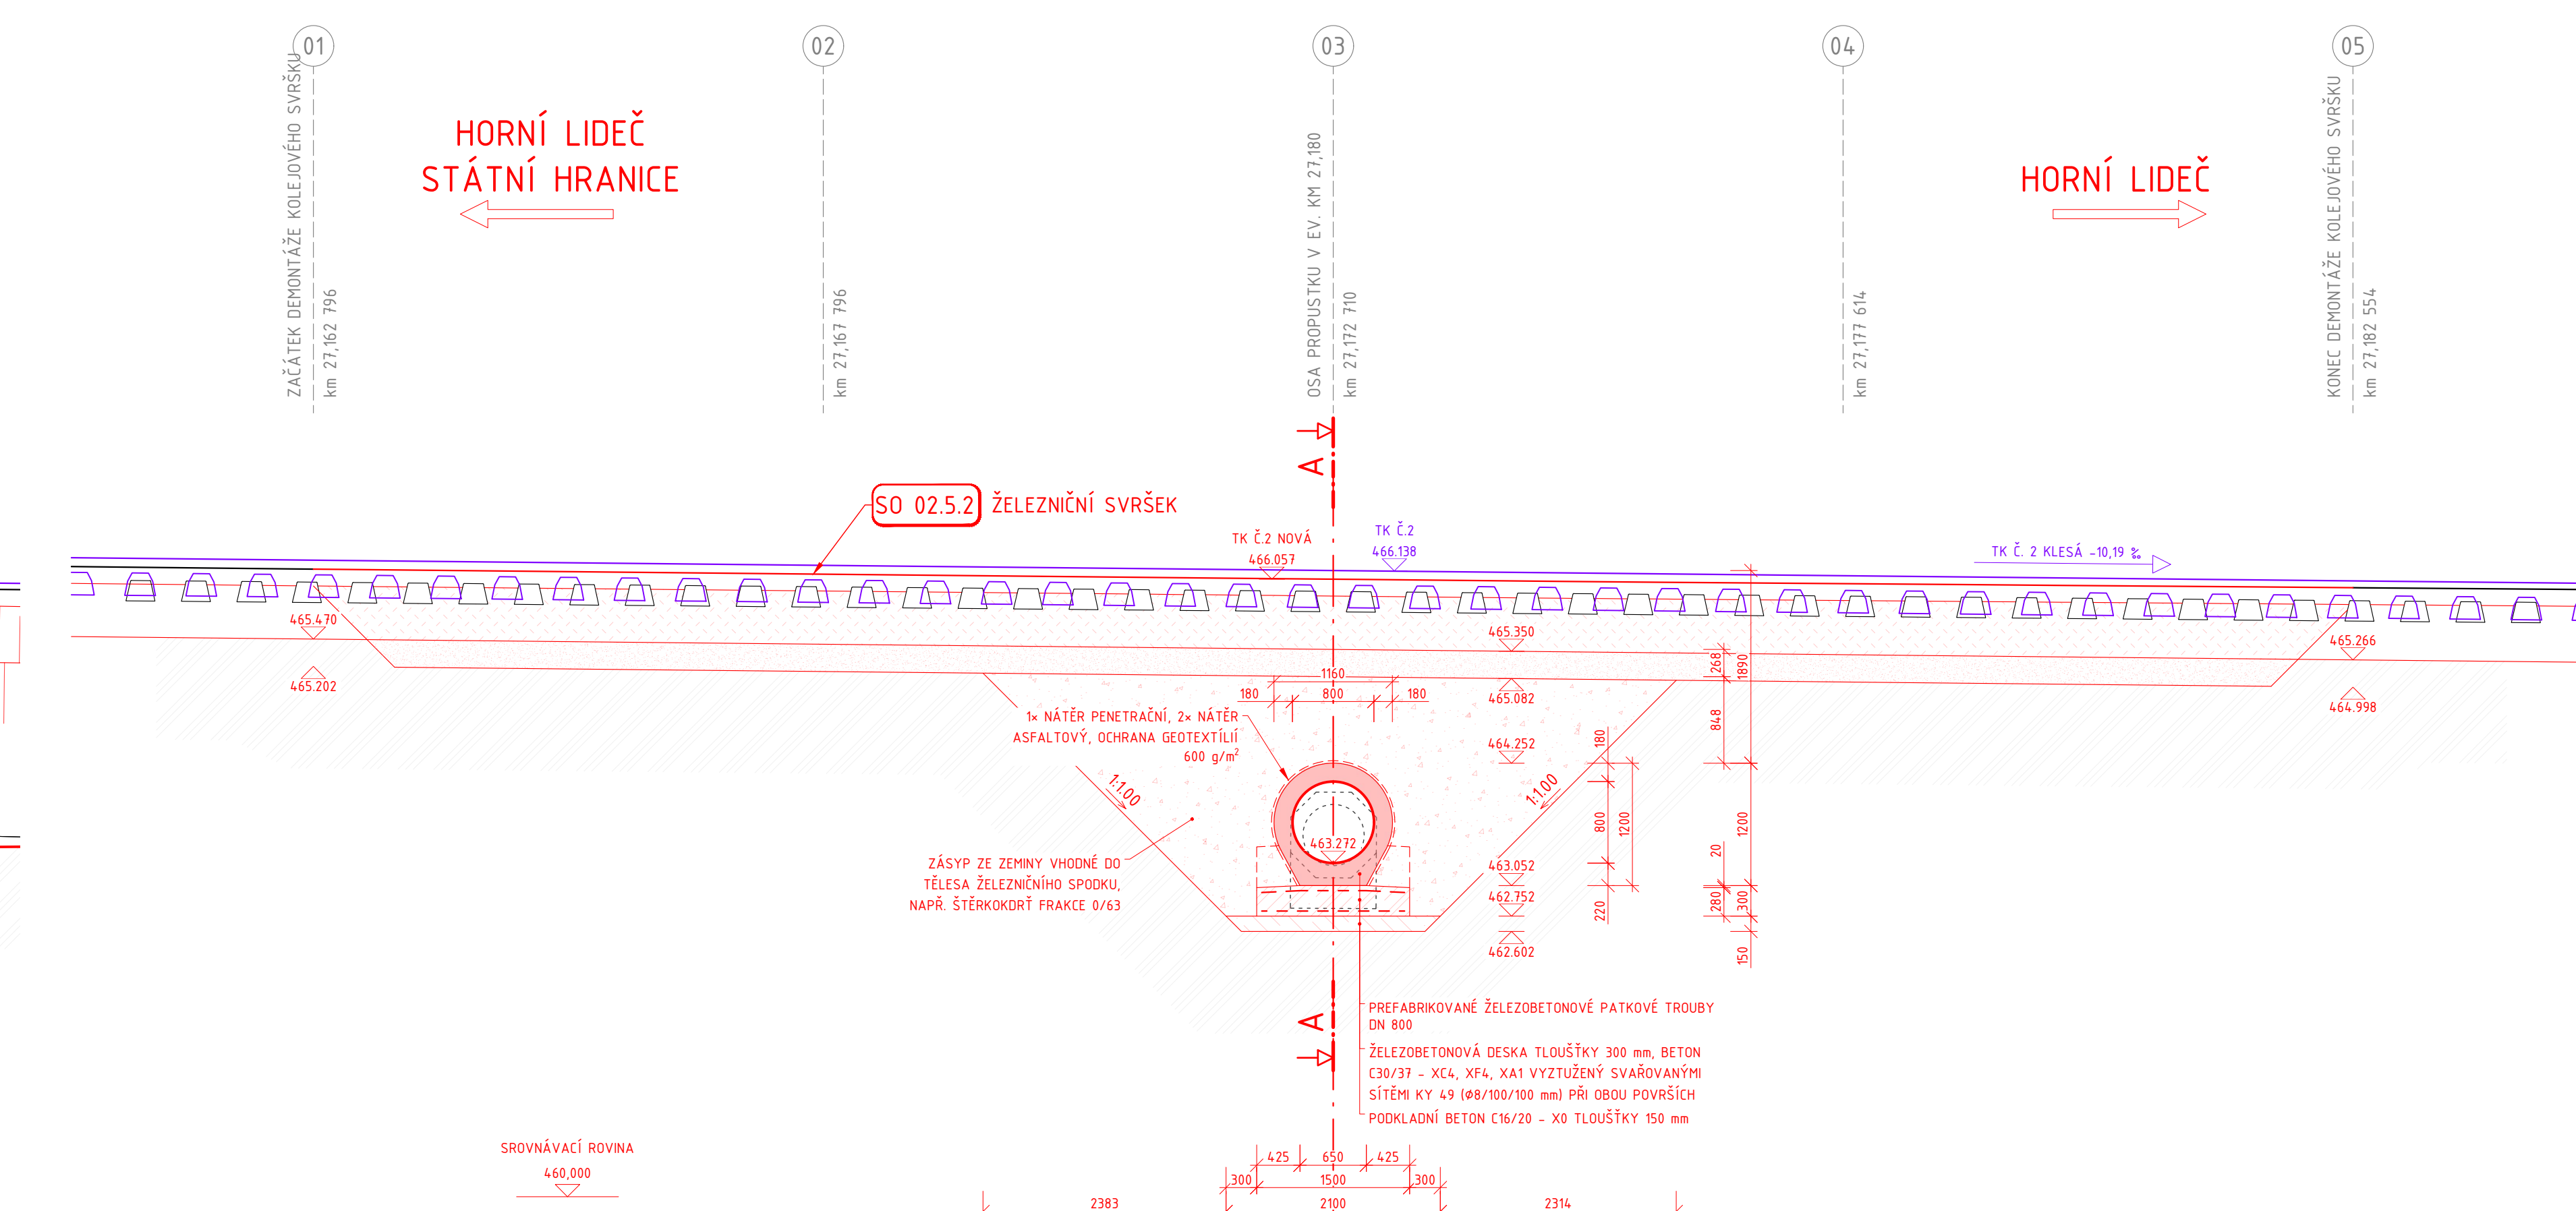 01
02
03
04
05
ZAČÁTEK DEMONTÁŽE KOLEJOVÉHO SVRŠKU
km 27,162 796
km 27,167 796
OSA PROPUSTKU V EV. KM 27,180
km 27,172 710
km 27,177 614
KONEC DEMONTÁŽE KOLEJOVÉHO SVRŠKU
km 27,182 554
HORNÍ LIDEČ
STÁTNÍ HRANICE
HORNÍ LIDEČ
A
SO 02.5.2 ŽELEZNIČNÍ SVRŠEK
TK Č.2 NOVÁ
466.057
TK Č.2
466.138
TK Č. 2 KLESÁ -10,19 ‰
465.470
465.202
465.350
465.082
465.266
464.998
1160
180
800
180
268
1890
848
1× NÁTĚR PENETRAČNÍ, 2× NÁTĚR
ASFALTOVÝ, OCHRANA GEOTEXTÍLIÍ
600 g/m²
464.252
180
1:1.00
1:1.00
800
1200
1200
463.272
20
463.052
462.752
220
280
300
462.602
150
ZÁSYP ZE ZEMINY VHODNÉ DO
TĚLESA ŽELEZNIČNÍHO SPODKU,
NAPŘ. ŠTĚRKOKDRŤ FRAKCE 0/63
A
PREFABRIKOVANÉ ŽELEZOBETONOVÉ PATKOVÉ TROUBY
DN 800
ŽELEZOBETONOVÁ DESKA TLOUŠŤKY 300 mm, BETON
C30/37 - XC4, XF4, XA1 VYZTUŽENÝ SVAŘOVANÝMI
SÍTĚMI KY 49 (Ø8/100/100 mm) PŘI OBOU POVRŠÍCH
PODKLADNÍ BETON C16/20 - X0 TLOUŠŤKY 150 mm
SROVNÁVACÍ ROVINA
460,000
425
650
425
300
1500
300
2383
2100
2314